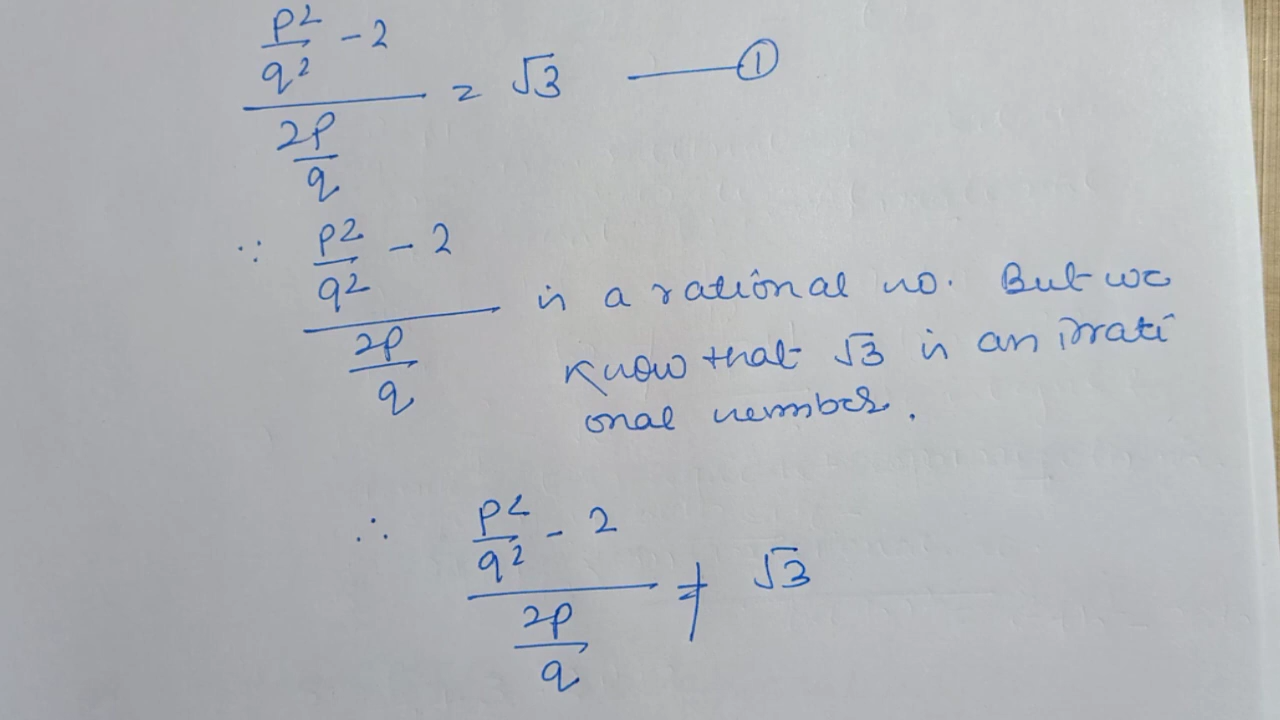 p²/q² - 2
/ 2p/q = √3 —— ①
∵ p²/q² - 2
/ 2p/q is a rational no. But we
know that √3 is an irrati
onal number.
∴ p²/q² - 2
/ 2p/q ≠ √3